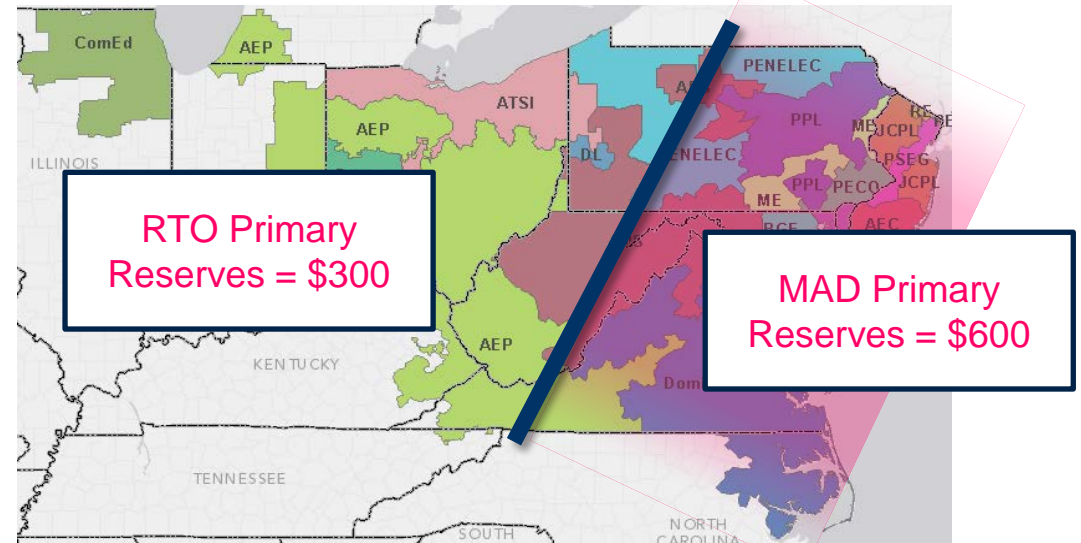 ComEd
AEP
PENELEC
ATSI
PPL
JCPL
AEP
DL
PSEG
ILLINOIS
PPL
PECO
JCPL
ME
AEC
RTO Primary
Reserves = $300
MAD Primary
Reserves = $600
AEP
KENTUCKY
TENNESSEE
SOUTH
NORTH
CAROLINA